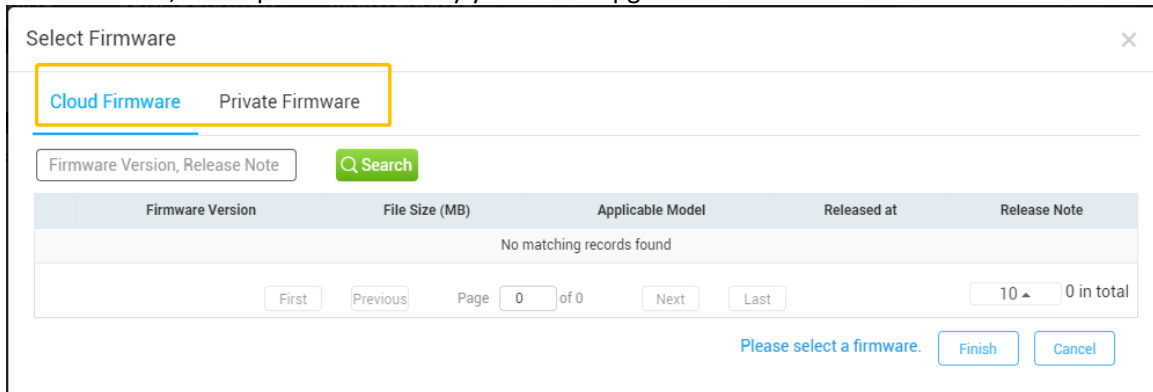 Select Firmware ×
Cloud Firmware Private Firmware
Firmware Version, Release Note Search
Firmware Version File Size (MB) Applicable Model Released at Release Note
No matching records found
First Previous Page 0 of 0 Next Last 10 0 in total
Please select a firmware. Finish Cancel